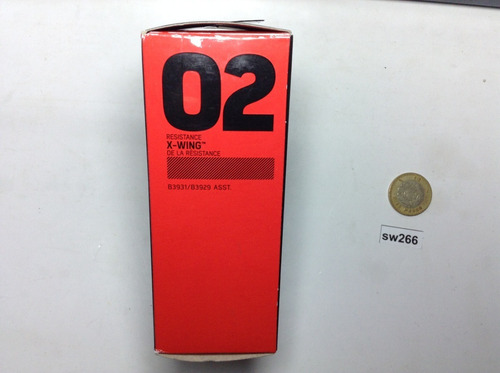 02
RESISTANCE
X-WING™
DE LA RÉSISTANCE
B3931/B3929 ASST.
sw266